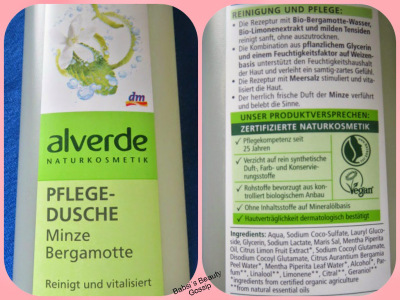 dm
alverde
NATURKOSMETIK
PFLEGE-
DUSCHE
Minze
Bergamotte
Reinigt und vitalisiert
Babsi´s Beauty
Gossip
REINIGUNG UND PFLEGE:
• Die Rezeptur mit Bio-Bergamotte-Wasser,
Bio-Limonenextrakt und milden Tensiden
reinigt sanft, ohne auszutrocknen.
• Die Kombination aus pflanzlichem Glycerin
und einem Feuchtigkeitsfaktor auf Weizen-
basis unterstützt den Feuchtigkeitshaushalt
der Haut und verleiht ein samtig-zartes Gefühl.
• Die Rezeptur mit Meersalz stimuliert und vita-
lisiert die Haut.
• Der herrlich frische Duft der Minze verführt
und belebt die Sinne.
UNSER PRODUKTVERSPRECHEN:
ZERTIFIZIERTE NATURKOSMETIK
✓ Pflegekompetenz seit
25 Jahren
✓ Verzicht auf rein synthetische
Duft-, Farb- und Konservie-
rungsstoffe
✓ Rohstoffe bevorzugt aus kon-
trolliert biologischem Anbau
✓ Ohne Inhaltsstoffe auf Mineralölbasis
✓ Hautverträglichkeit dermatologisch bestätigt
Vegan
Ingredients: Aqua, Sodium Coco-Sulfate, Lauryl Gluco-
side, Glycerin, Sodium Lactate, Maris Sal, Mentha Piperita
Oil, Citrus Limon Fruit Extract*, Sodium Cocoyl Glutamate,
Disodium Cocoyl Glutamate, Citrus Aurantium Bergamia
Peel Water*, Mentha Piperita Leaf Water*, Alcohol*, Par-
fum**, Linalool**, Limonene**, Citral**, Geraniol**
*ingredients from certified organic agriculture
**from natural essential oils